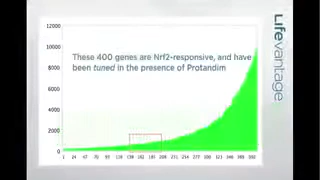 These 400 genes are Nrf2-responsive, and have
been tuned in the presence of Protandim
Lifevantage
12000
10000
8000
6000
4000
2000
0